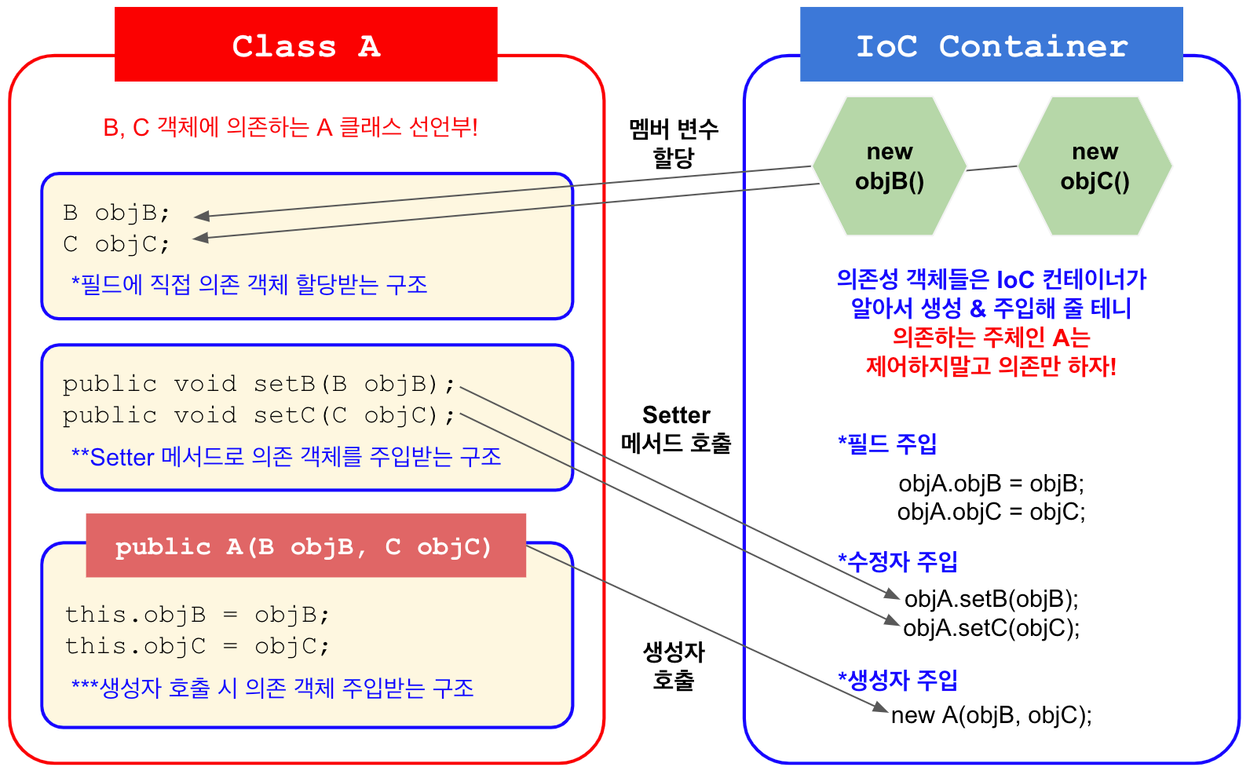 Class A
B, C 객체에 의존하는 A 클래스 선언부!
B objB;
C objC;
*필드에 직접 의존 객체 할당받는 구조
public void setB(B objB);
public void setC(C objC);
**Setter 메서드로 의존 객체를 주입받는 구조
public A(B objB, C objC)
this.objB = objB;
this.objC = objC;
***생성자 호출 시 의존 객체 주입받는 구조
멤버 변수
할당
Setter
메서드 호출
생성자
호출
IoC Container
new
objB()
new
objC()
의존성 객체들은 IoC 컨테이너가
알아서 생성 & 주입해 줄 테니
의존하는 주체인 A는
제어하지말고 의존만 하자!
*필드 주입
objA.objB = objB;
objA.objC = objC;
*수정자 주입
objA.setB(objB);
objA.setC(objC);
*생성자 주입
new A(objB, objC);